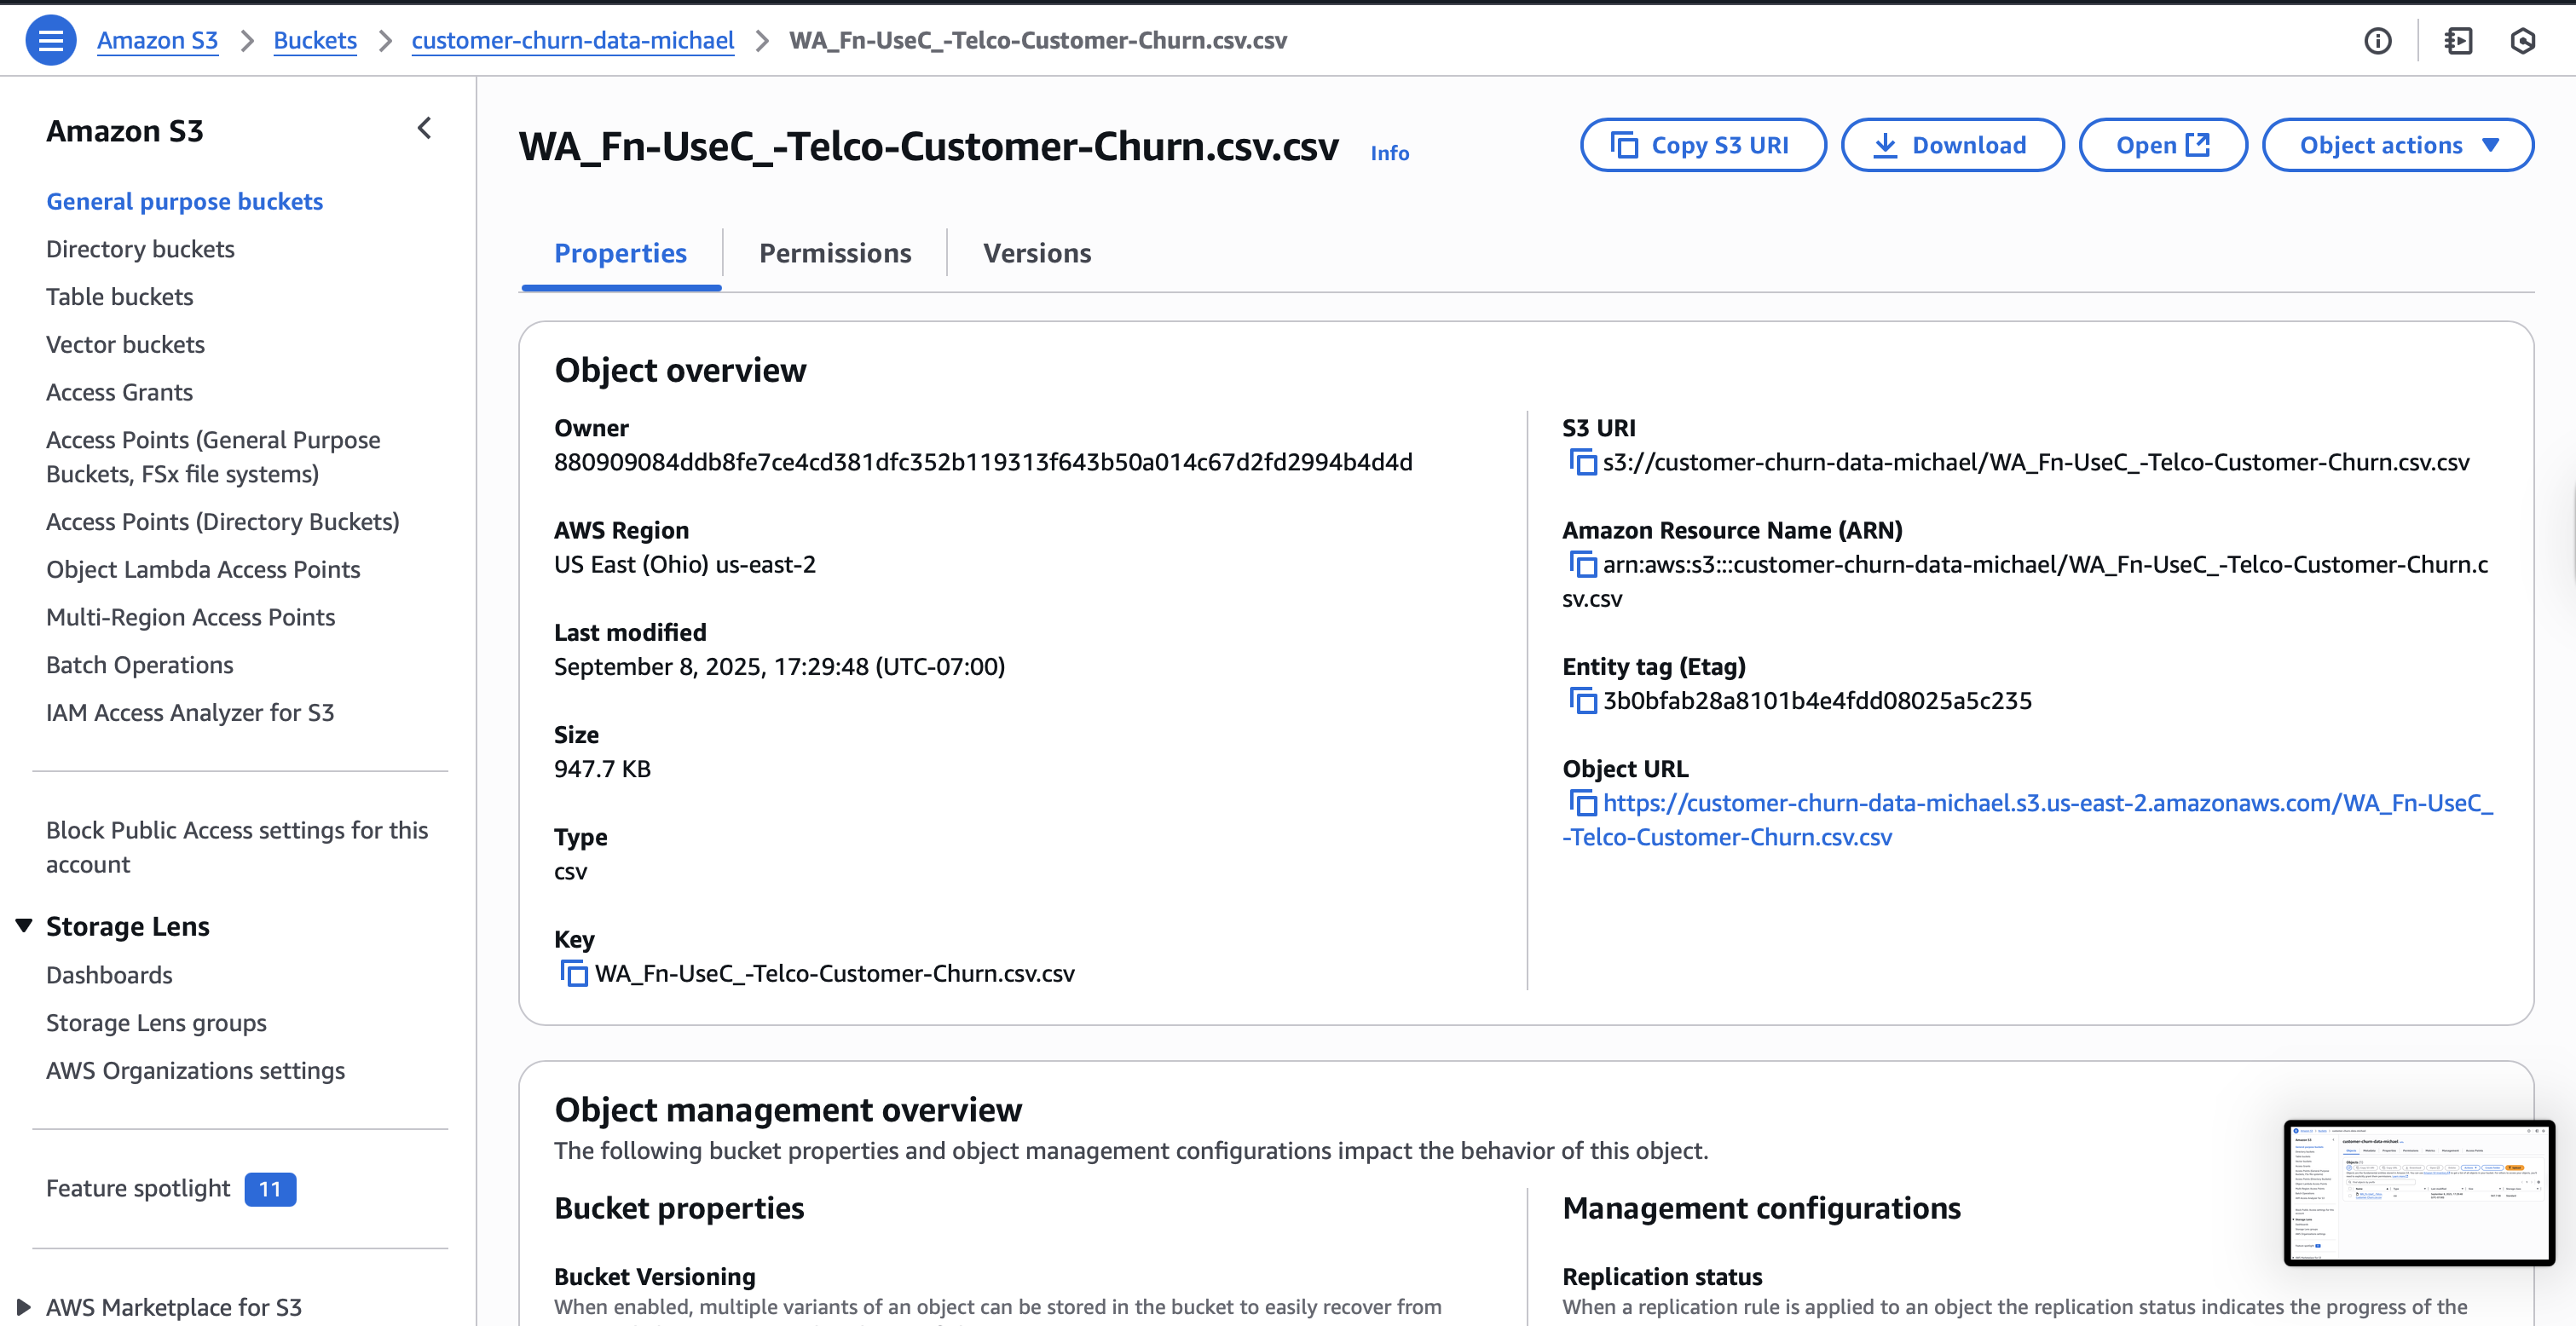 Amazon S3 > Buckets > customer-churn-data-michael > WA_Fn-UseC_-Telco-Customer-Churn.csv.csv
Amazon S3
General purpose buckets
Directory buckets
Table buckets
Vector buckets
Access Grants
Access Points (General Purpose
Buckets, FSx file systems)
Access Points (Directory Buckets)
Object Lambda Access Points
Multi-Region Access Points
Batch Operations
IAM Access Analyzer for S3
Block Public Access settings for this
account
Storage Lens
Dashboards
Storage Lens groups
AWS Organizations settings
Feature spotlight 11
AWS Marketplace for S3
WA_Fn-UseC_-Telco-Customer-Churn.csv.csv Info
Copy S3 URI Download Open Object actions
Properties Permissions Versions
Object overview
Owner
880909084ddb8fe7ce4cd381dfc352b119313f643b50a014c67d2fd2994b4d4d
AWS Region
US East (Ohio) us-east-2
Last modified
September 8, 2025, 17:29:48 (UTC-07:00)
Size
947.7 KB
Type
csv
Key
WA_Fn-UseC_-Telco-Customer-Churn.csv.csv
S3 URI
s3://customer-churn-data-michael/WA_Fn-UseC_-Telco-Customer-Churn.csv.csv
Amazon Resource Name (ARN)
arn:aws:s3:::customer-churn-data-michael/WA_Fn-UseC_-Telco-Customer-Churn.c
sv.csv
Entity tag (Etag)
3b0bfab28a8101b4e4fdd08025a5c235
Object URL
https://customer-churn-data-michael.s3.us-east-2.amazonaws.com/WA_Fn-UseC_
-Telco-Customer-Churn.csv.csv
Object management overview
The following bucket properties and object management configurations impact the behavior of this object.
Bucket properties
Bucket Versioning
When enabled, multiple variants of an object can be stored in the bucket to easily recover from
Management configurations
Replication status
When a replication rule is applied to an object the replication status indicates the progress of the